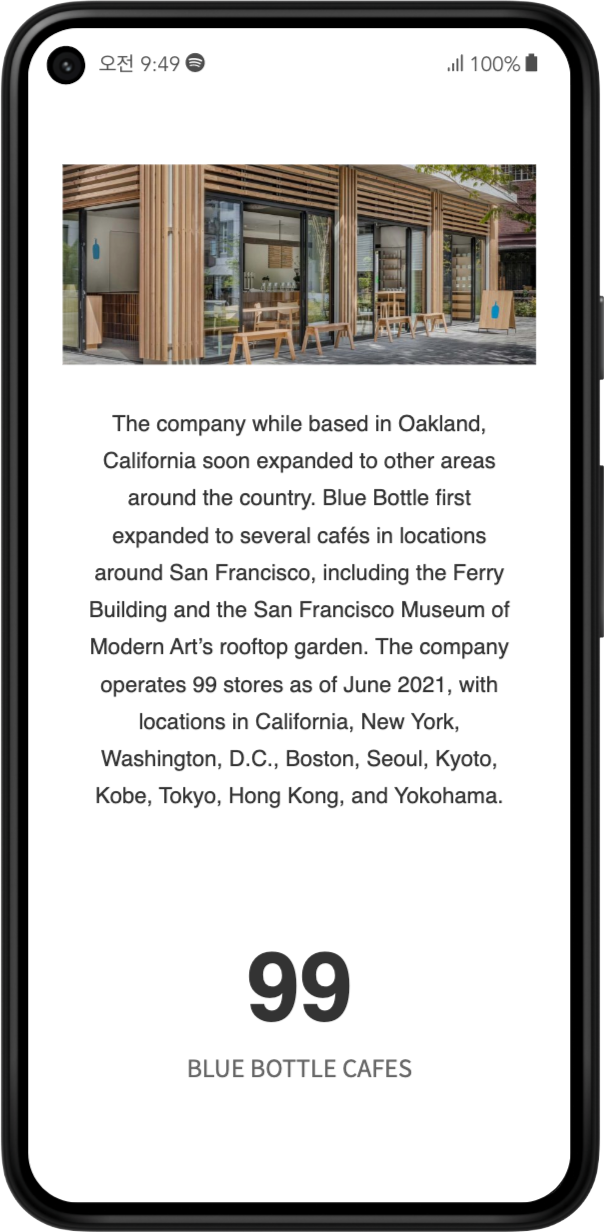 오전 9:49
100%
The company while based in Oakland,
California soon expanded to other areas
around the country. Blue Bottle first
expanded to several cafés in locations
around San Francisco, including the Ferry
Building and the San Francisco Museum of
Modern Art’s rooftop garden. The company
operates 99 stores as of June 2021, with
locations in California, New York,
Washington, D.C., Boston, Seoul, Kyoto,
Kobe, Tokyo, Hong Kong, and Yokohama.
99
BLUE BOTTLE CAFES